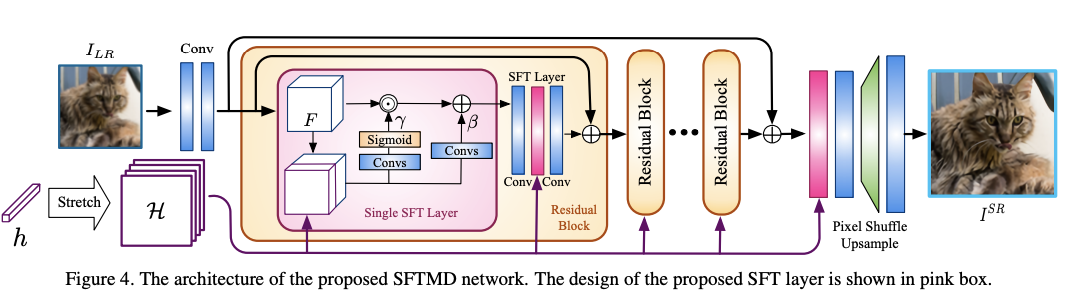 I_{LR}
Conv
F
γ
β
Sigmoid
Convs
Convs
Single SFT Layer
SFT Layer
Conv
Conv
Residual
Block
Residual Block
Residual Block
h
Stretch
ℋ
Pixel Shuffle
Upsample
I^{SR}
Figure 4. The architecture of the proposed SFTMD network. The design of the proposed SFT layer is shown in pink box.